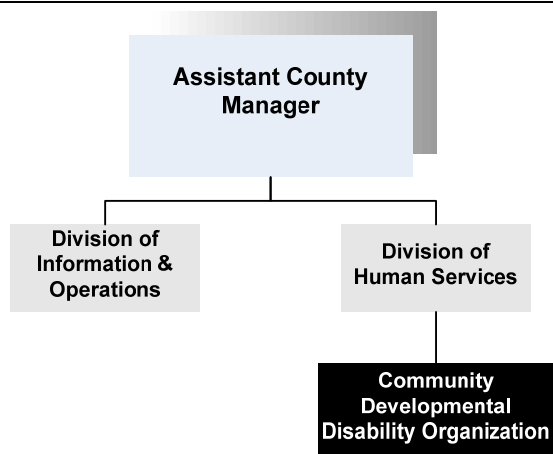 Assistant County
Manager
Division of
Information &
Operations
Division of
Human Services
Community
Developmental
Disability Organization